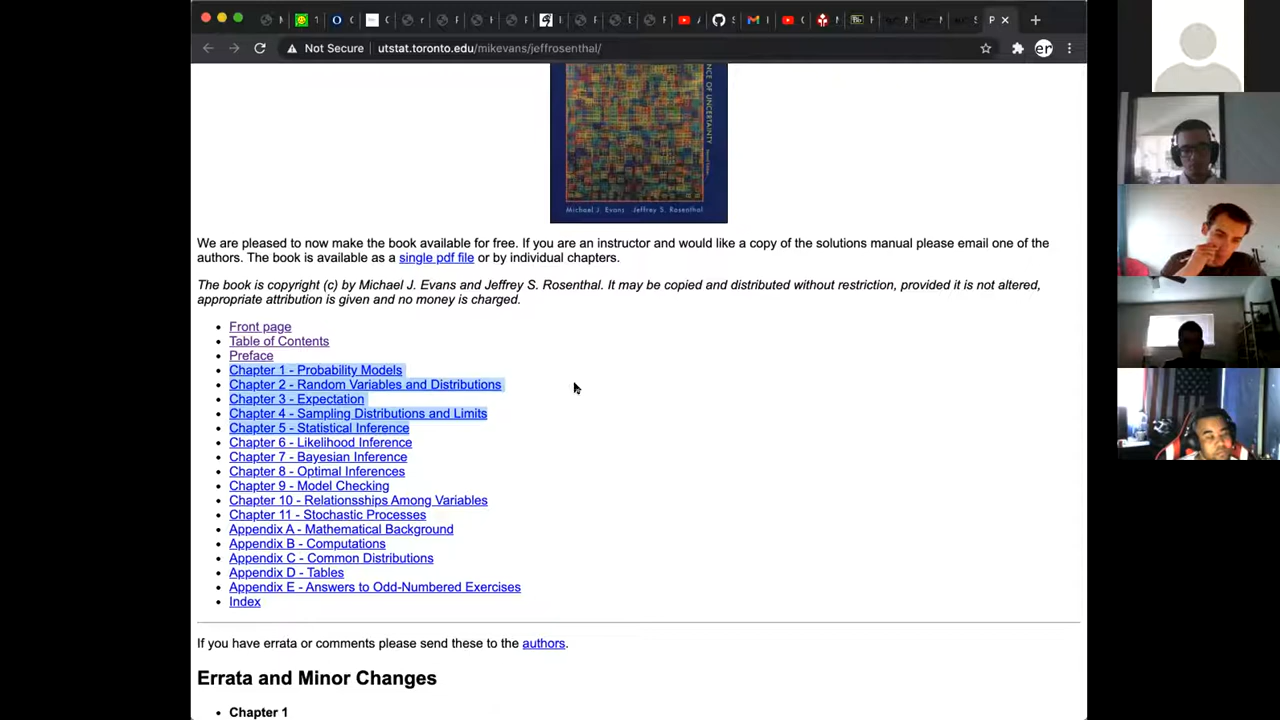 Not Secure utstat.toronto.edu/mikevans/jeffrosenthal/
er
NCE OF UNCERTAINTY
Michael J. Evans Jeffrey S. Rosenthal
We are pleased to now make the book available for free. If you are an instructor and would like a copy of the solutions manual please email one of the
authors. The book is available as a single pdf file or by individual chapters.
The book is copyright (c) by Michael J. Evans and Jeffrey S. Rosenthal. It may be copied and distributed without restriction, provided it is not altered,
appropriate attribution is given and no money is charged.
Front page
Table of Contents
Preface
Chapter 1 - Probability Models
Chapter 2 - Random Variables and Distributions
Chapter 3 - Expectation
Chapter 4 - Sampling Distributions and Limits
Chapter 5 - Statistical Inference
Chapter 6 - Likelihood Inference
Chapter 7 - Bayesian Inference
Chapter 8 - Optimal Inferences
Chapter 9 - Model Checking
Chapter 10 - Relationsships Among Variables
Chapter 11 - Stochastic Processes
Appendix A - Mathematical Background
Appendix B - Computations
Appendix C - Common Distributions
Appendix D - Tables
Appendix E - Answers to Odd-Numbered Exercises
Index
If you have errata or comments please send these to the authors.
Errata and Minor Changes
Chapter 1